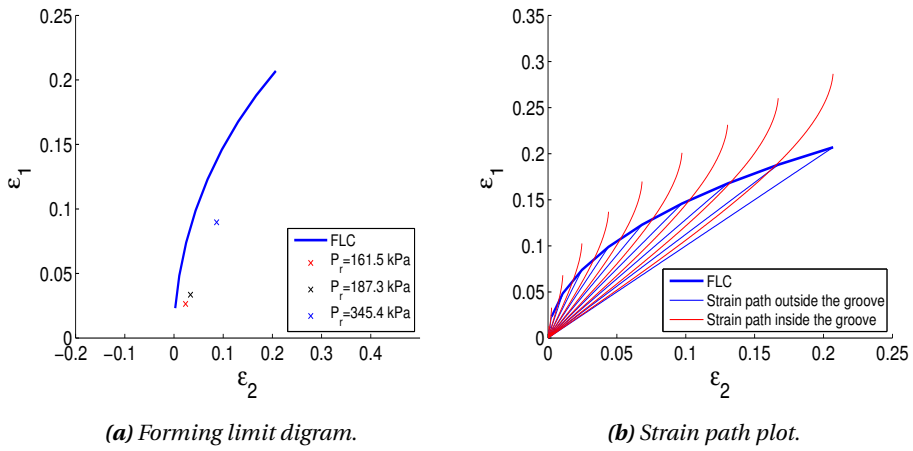 0.25
0.2
0.15
0.1
0.05
0
ε1
−0.2 −0.1 0 0.1 0.2 0.3 0.4
ε2
FLC
Pr=161.5 kPa
Pr=187.3 kPa
Pr=345.4 kPa
(a) Forming limit digram.
0.35
0.3
0.25
0.2
0.15
0.1
0.05
0
ε1
0 0.05 0.1 0.15 0.2 0.25
ε2
FLC
Strain path outside the groove
Strain path inside the groove
(b) Strain path plot.